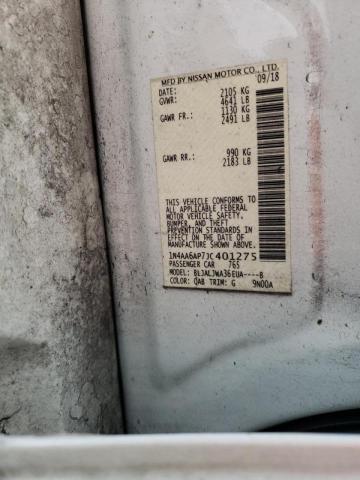 MFD BY NISSAN MOTOR CO., LTD.
DATE: 09/18
GVWR: 2105 KG
4641 LB
GAWR FR.: 1130 KG
2491 LB
GAWR RR.: 990 KG
2183 LB
THIS VEHICLE CONFORMS TO
ALL APPLICABLE FEDERAL
MOTOR VEHICLE SAFETY,
BUMPER, AND THEFT
PREVENTION STANDARDS
IN EFFECT ON THE DATE OF
MANUFACTURE SHOWN ABOVE.
1N4AA6AP7JC401275
PASSENGER CAR 765
MODEL: BLJALJWA36EUA----B
COLOR: QAB TRIM: G 9N00A